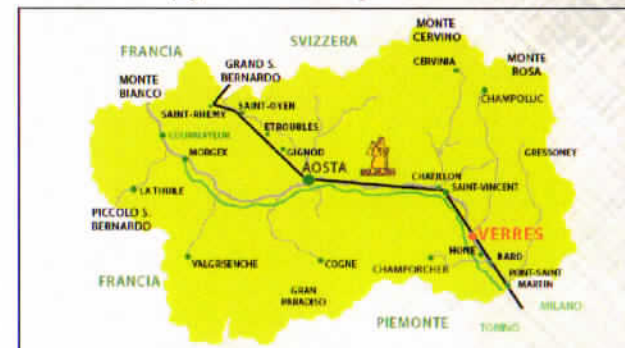 MONTE
CERVINO
SVIZZERA
FRANCIA
GRAND S.
BERNARDO
CERVINIA
MONTE
ROSA
MONTE
BIANCO
SAINT-RHEMY
SAINT-OYEN
CHAMPOLUC
ETROUBLES
COURMAYEUR
GIGNOD
GRESSONEY
MORGEX
AOSTA
CHATILLON
SAINT-VINCENT
LA THUILE
PICCOLO S.
BERNARDO
VERRES
HONE
BARD
VALGRISENCHE
COGNE
CHAMPORCHER
PONT-SAINT
MARTIN
FRANCIA
GRAN
PARADISO
MILANO
PIEMONTE
TORINO